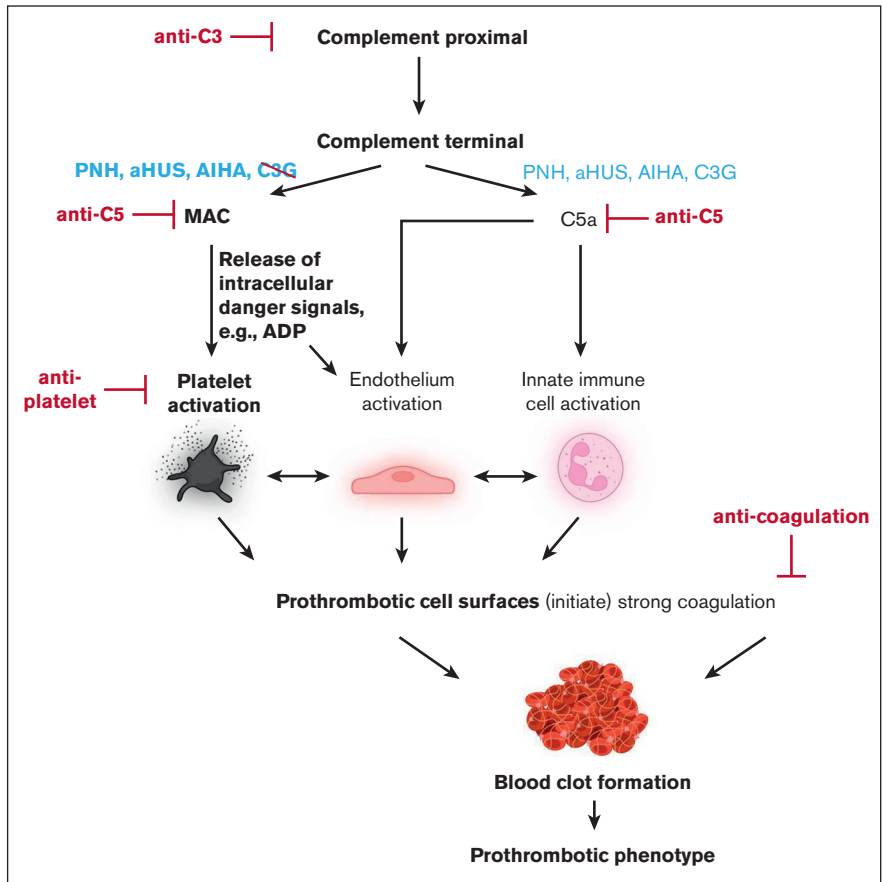 anti-C3
Complement proximal
Complement terminal
PNH, aHUS, AIHA, C3G
PNH, aHUS, AIHA, C3G
anti-C5
MAC
C5a
anti-C5
Release of
intracellular
danger signals,
e.g., ADP
anti-
platelet
Platelet
activation
Endothelium
activation
Innate immune
cell activation
anti-coagulation
Prothrombotic cell surfaces (initiate) strong coagulation
Blood clot formation
Prothrombotic phenotype